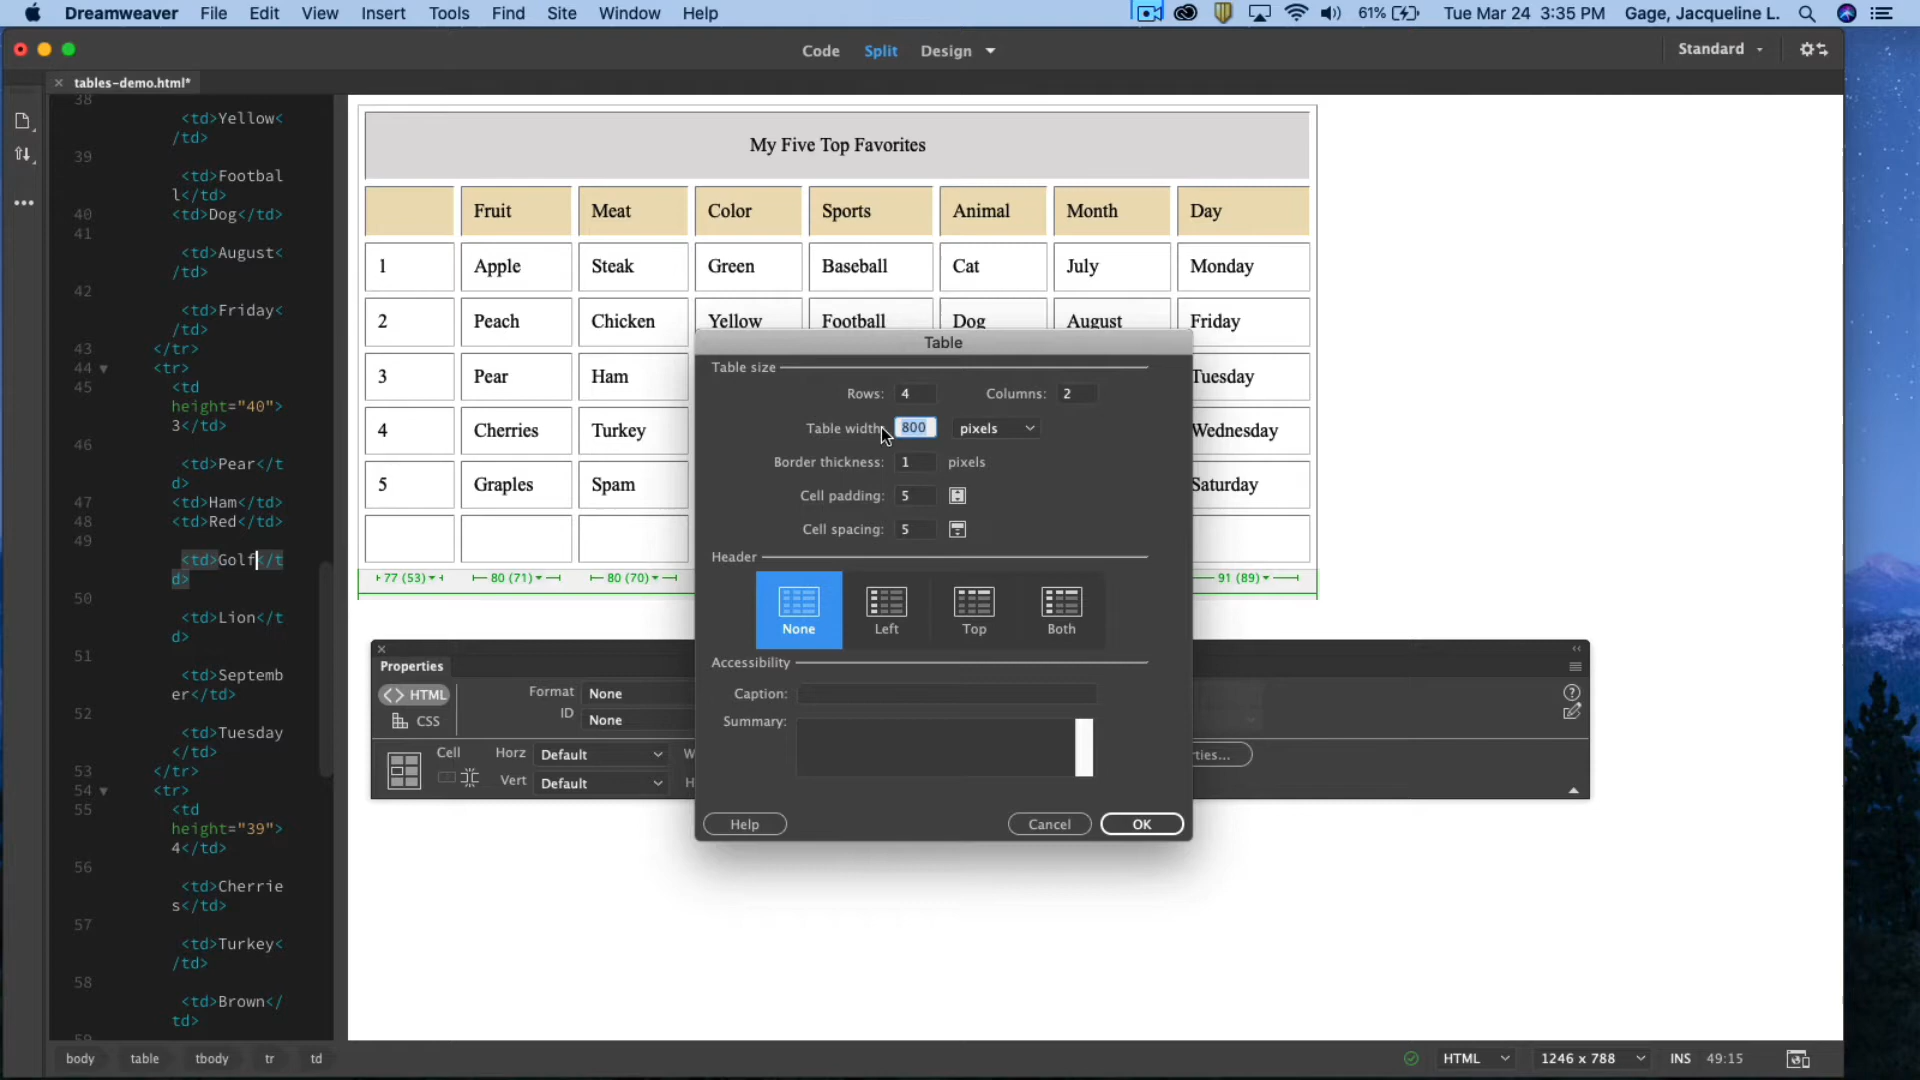 Dreamweaver File Edit View Insert Tools Find Site Window Help 61% Tue Mar 24 3:35 PM Gage, Jacqueline L.
Code Split Design Standard
tables-demo.html*
38
<td>Yellow<
/td>
39
<td>Footbal
l</td>
40 <td>Dog</td>
41
<td>August<
/td>
42
<td>Friday<
/td>
43 </tr>
44 <tr>
45 <td
height="40">
3</td>
46
<td>Pear</t
d>
47 <td>Ham</td>
48 <td>Red</td>
49
<td>Golf</t
d>
50
<td>Lion</t
d>
51
<td>Septemb
er</td>
52
<td>Tuesday
</td>
53 </tr>
54 <tr>
55 <td
height="39">
4</td>
56
<td>Cherrie
s</td>
57
<td>Turkey<
/td>
58
<td>Brown</
td>
59
My Five Top Favorites
Fruit Meat Color Sports Animal Month Day
1 Apple Steak Green Baseball Cat July Monday
2 Peach Chicken Yellow Football Dog August Friday
3 Pear Ham Tuesday
4 Cherries Turkey Wednesday
5 Graples Spam Saturday
77 (53) 80 (71) 80 (70) 91 (89)
Table
Table size
Rows: 4 Columns: 2
Table width: 800 pixels
Border thickness: 1 pixels
Cell padding: 5
Cell spacing: 5
Header
None Left Top Both
Accessibility
Caption:
Summary:
Help Cancel OK
Properties
<> HTML Format None
CSS ID None
Cell Horz Default W
Vert Default H
rties...
body table tbody tr td HTML 1246 x 788 INS 49:15